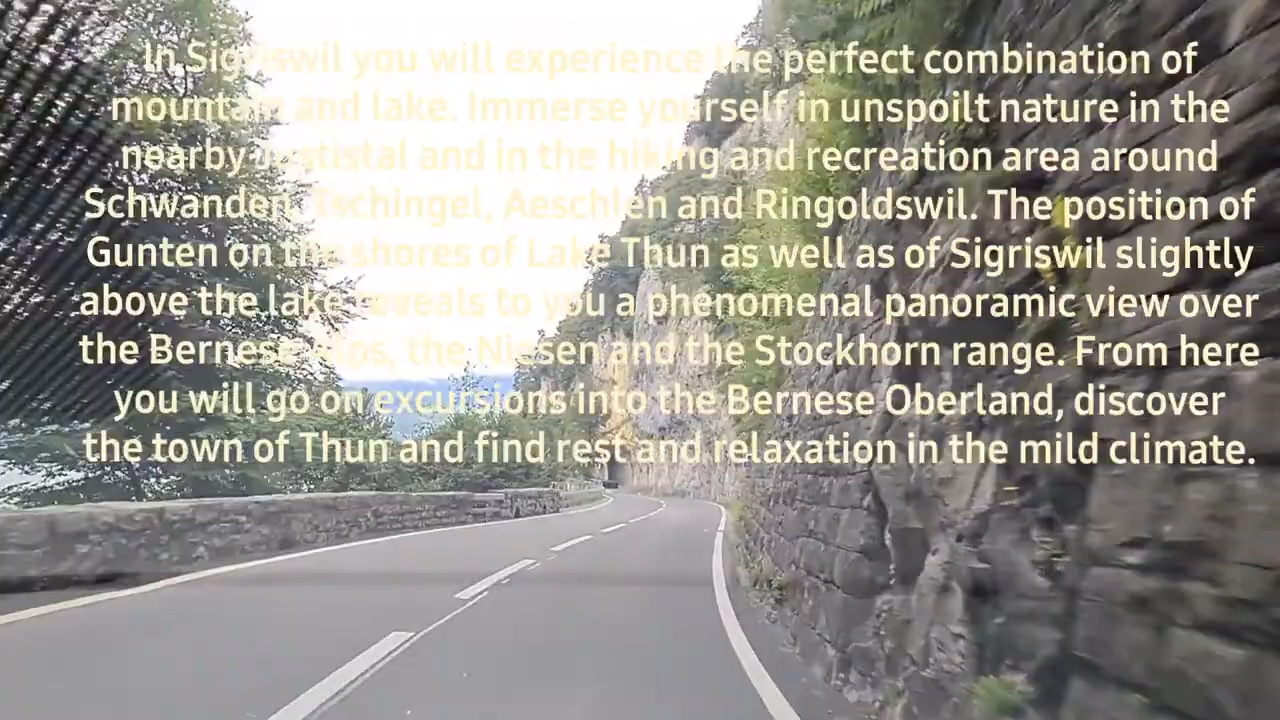 In Sigriswil you will experience the perfect combination of
mountain and lake. Immerse yourself in unspoilt nature in the
nearby Justistal and in the hiking and recreation area around
Schwanden, Tschingel, Aeschlen and Ringoldswil. The position of
Gunten on the shores of Lake Thun as well as of Sigriswil slightly
above the lake reveals to you a phenomenal panoramic view over
the Bernese Alps, the Niesen and the Stockhorn range. From here
you will go on excursions into the Bernese Oberland, discover
the town of Thun and find rest and relaxation in the mild climate.